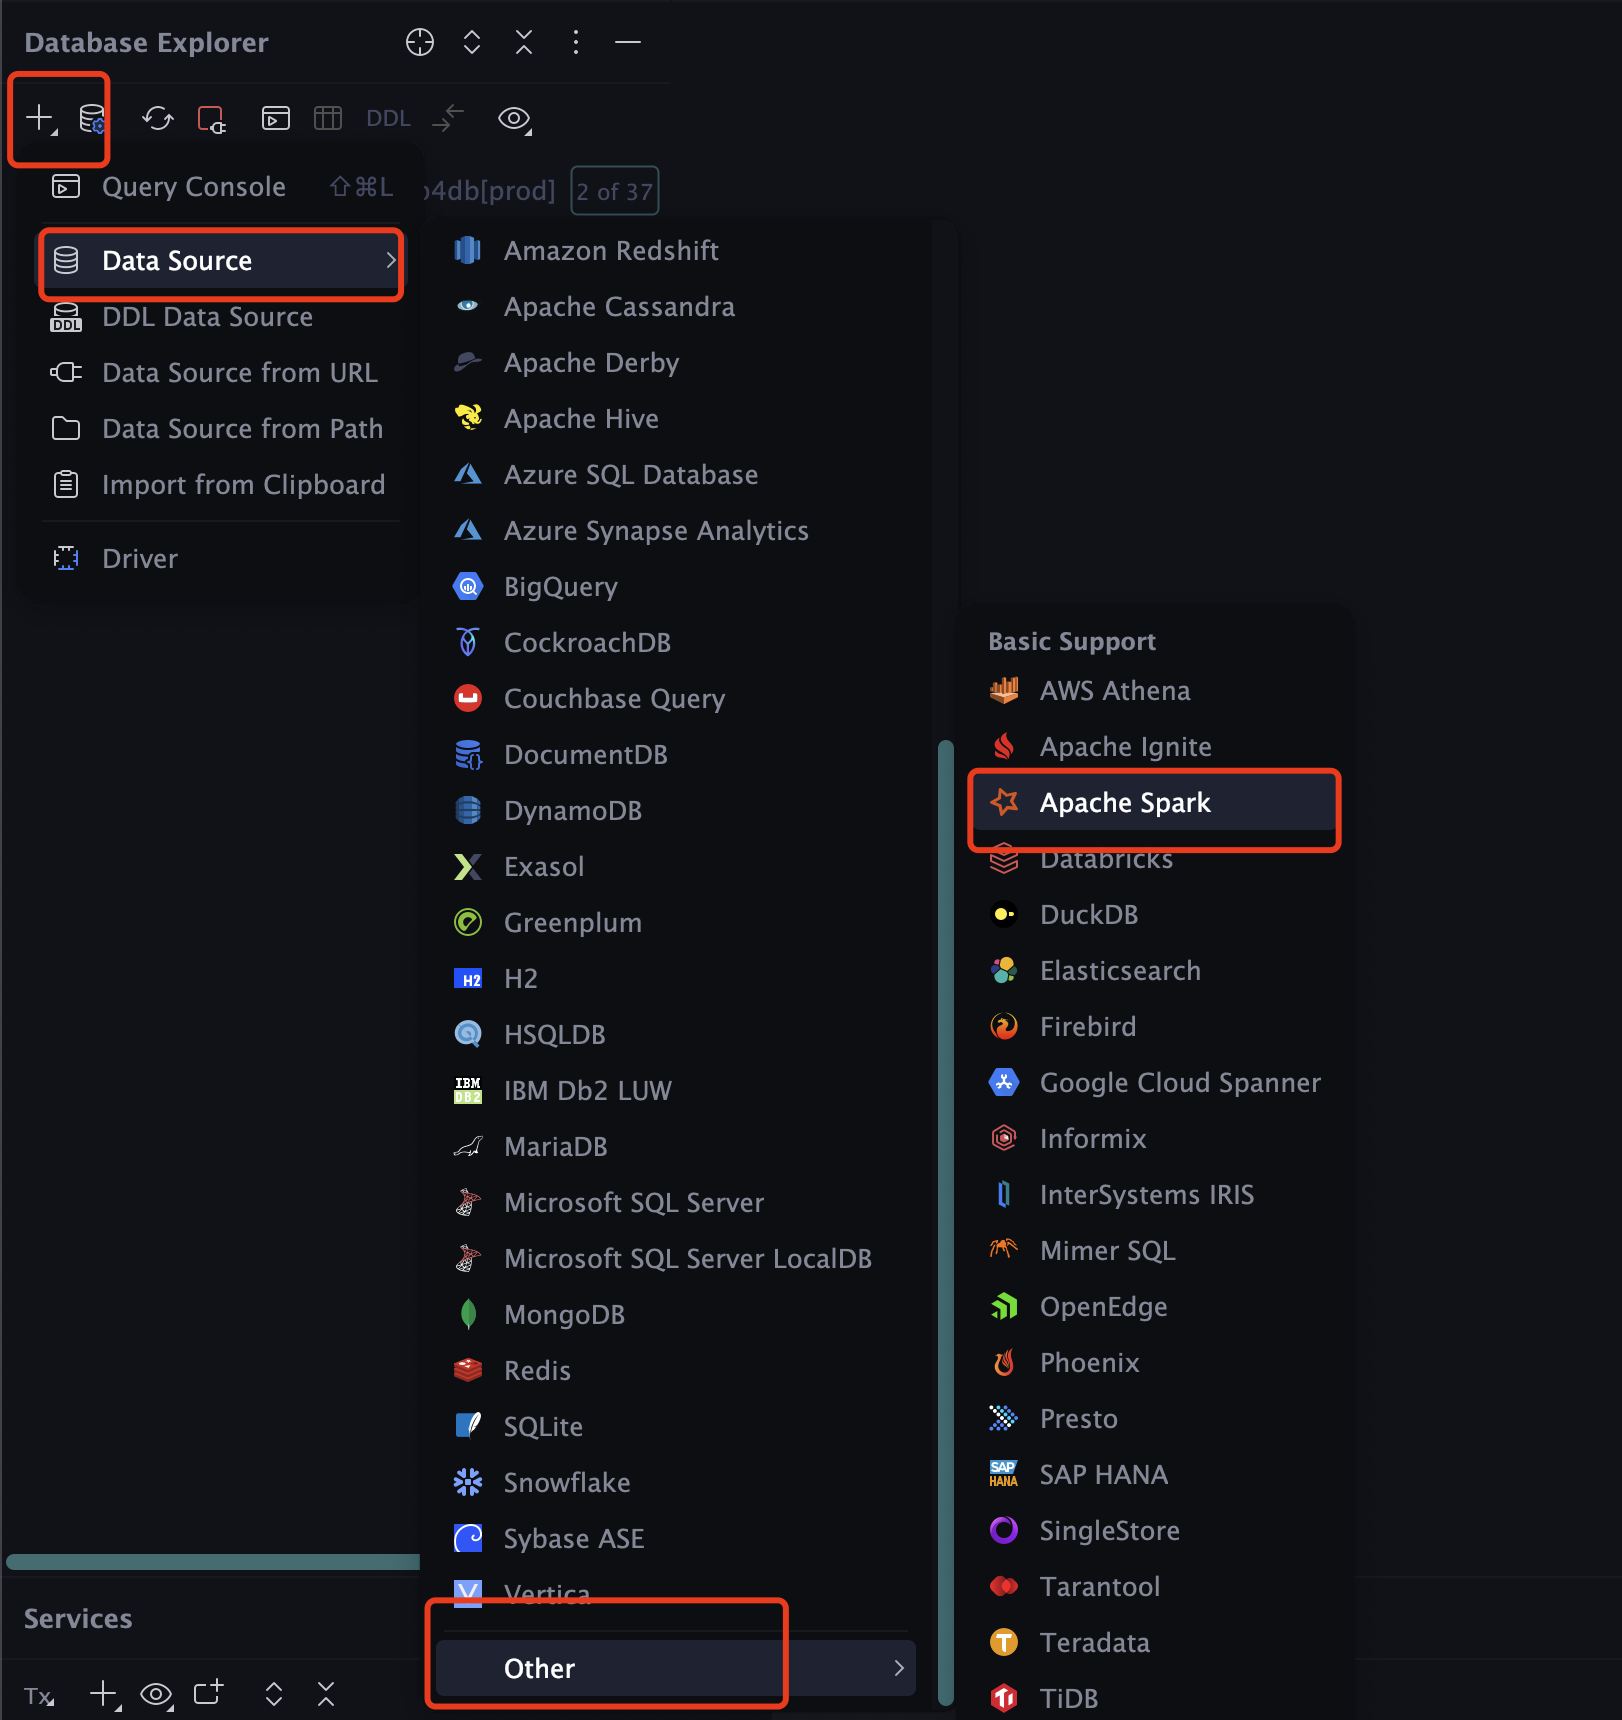 Database Explorer
DDL
Query Console ⇧⌘L
b4db[prod] 2 of 37
Data Source
DDL Data Source
Data Source from URL
Data Source from Path
Import from Clipboard
Driver
Amazon Redshift
Apache Cassandra
Apache Derby
Apache Hive
Azure SQL Database
Azure Synapse Analytics
BigQuery
CockroachDB
Couchbase Query
DocumentDB
DynamoDB
Exasol
Greenplum
H2
HSQLDB
IBM Db2 LUW
MariaDB
Microsoft SQL Server
Microsoft SQL Server LocalDB
MongoDB
Redis
SQLite
Snowflake
Sybase ASE
Vertica
Other
Basic Support
AWS Athena
Apache Ignite
Apache Spark
Databricks
DuckDB
Elasticsearch
Firebird
Google Cloud Spanner
Informix
InterSystems IRIS
Mimer SQL
OpenEdge
Phoenix
Presto
SAP HANA
SingleStore
Tarantool
Teradata
TiDB
Services
Tx